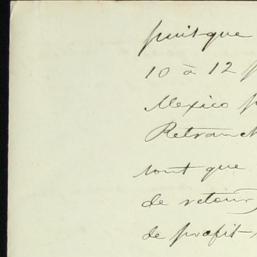 puisque
10 à 12 p
Mexico p
Retranch
tout que
de retour,
de profit-